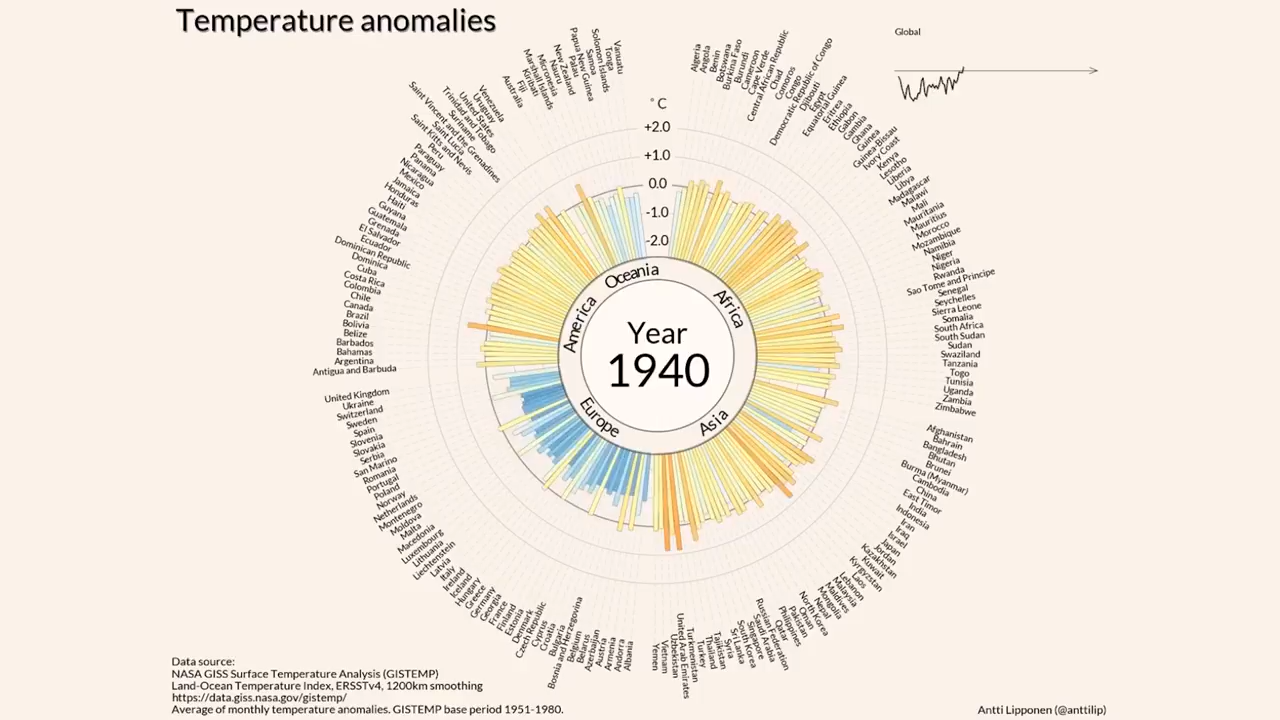 Temperature anomalies
Global
°C
+2.0
+1.0
0.0
-1.0
-2.0
Oceania
Africa
Asia
Europe
America
Year
1940
Algeria
Angola
Benin
Botswana
Burkina Faso
Burundi
Cameroon
Cape Verde
Central African Republic
Chad
Comoros
Congo
Democratic Republic of Congo
Djibouti
Egypt
Equatorial Guinea
Eritrea
Ethiopia
Gabon
Gambia
Ghana
Guinea
Guinea-Bissau
Ivory Coast
Kenya
Lesotho
Liberia
Libya
Madagascar
Malawi
Mali
Mauritania
Mauritius
Morocco
Mozambique
Namibia
Niger
Nigeria
Rwanda
Sao Tome and Principe
Senegal
Seychelles
Sierra Leone
Somalia
South Africa
South Sudan
Sudan
Swaziland
Tanzania
Togo
Tunisia
Uganda
Zambia
Zimbabwe
Afghanistan
Bahrain
Bangladesh
Bhutan
Brunei
Burma (Myanmar)
Cambodia
China
East Timor
India
Indonesia
Iran
Iraq
Israel
Japan
Jordan
Kazakhstan
Kuwait
Kyrgyzstan
Laos
Lebanon
Malaysia
Maldives
Mongolia
Nepal
North Korea
Oman
Pakistan
Philippines
Qatar
Russian Federation
Saudi Arabia
Singapore
South Korea
Sri Lanka
Syria
Tajikistan
Thailand
Turkey
Turkmenistan
United Arab Emirates
Uzbekistan
Vietnam
Yemen
Albania
Andorra
Armenia
Austria
Azerbaijan
Belarus
Belgium
Bosnia and Herzegovina
Bulgaria
Croatia
Cyprus
Czech Republic
Denmark
Estonia
Finland
France
Georgia
Germany
Greece
Hungary
Iceland
Ireland
Italy
Latvia
Liechtenstein
Lithuania
Luxembourg
Macedonia
Malta
Moldova
Montenegro
Netherlands
Norway
Poland
Portugal
Romania
San Marino
Serbia
Slovakia
Slovenia
Spain
Sweden
Switzerland
Ukraine
United Kingdom
Antigua and Barbuda
Argentina
Bahamas
Barbados
Belize
Bolivia
Brazil
Canada
Chile
Colombia
Costa Rica
Cuba
Dominica
Dominican Republic
Ecuador
El Salvador
Grenada
Guatemala
Guyana
Haiti
Honduras
Jamaica
Mexico
Nicaragua
Panama
Paraguay
Peru
Saint Kitts and Nevis
Saint Lucia
Saint Vincent and the Grenadines
Suriname
Trinidad and Tobago
United States
Uruguay
Venezuela
Australia
Fiji
Kiribati
Marshall Islands
Micronesia
Nauru
New Zealand
Palau
Papua New Guinea
Samoa
Solomon Islands
Tonga
Vanuatu
Data source:
NASA GISS Surface Temperature Analysis (GISTEMP)
Land-Ocean Temperature Index, ERSSTv4, 1200km smoothing
https://data.giss.nasa.gov/gistemp/
Average of monthly temperature anomalies. GISTEMP base period 1951-1980.
Antti Lipponen (@anttilip)